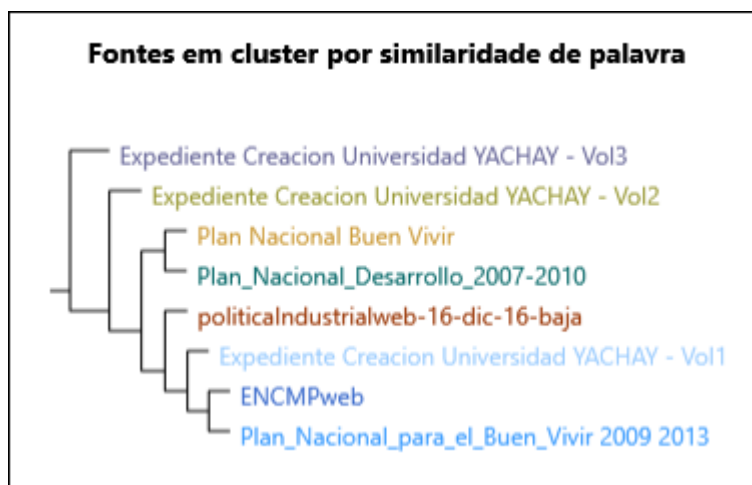 Fontes em cluster por similaridade de palavra
Expediente Creacion Universidad YACHAY - Vol3
Expediente Creacion Universidad YACHAY - Vol2
Plan Nacional Buen Vivir
Plan_Nacional_Desarrollo_2007-2010
politicaIndustrialweb-16-dic-16-baja
Expediente Creacion Universidad YACHAY - Vol1
ENCMPweb
Plan_Nacional_para_el_Buen_Vivir 2009 2013